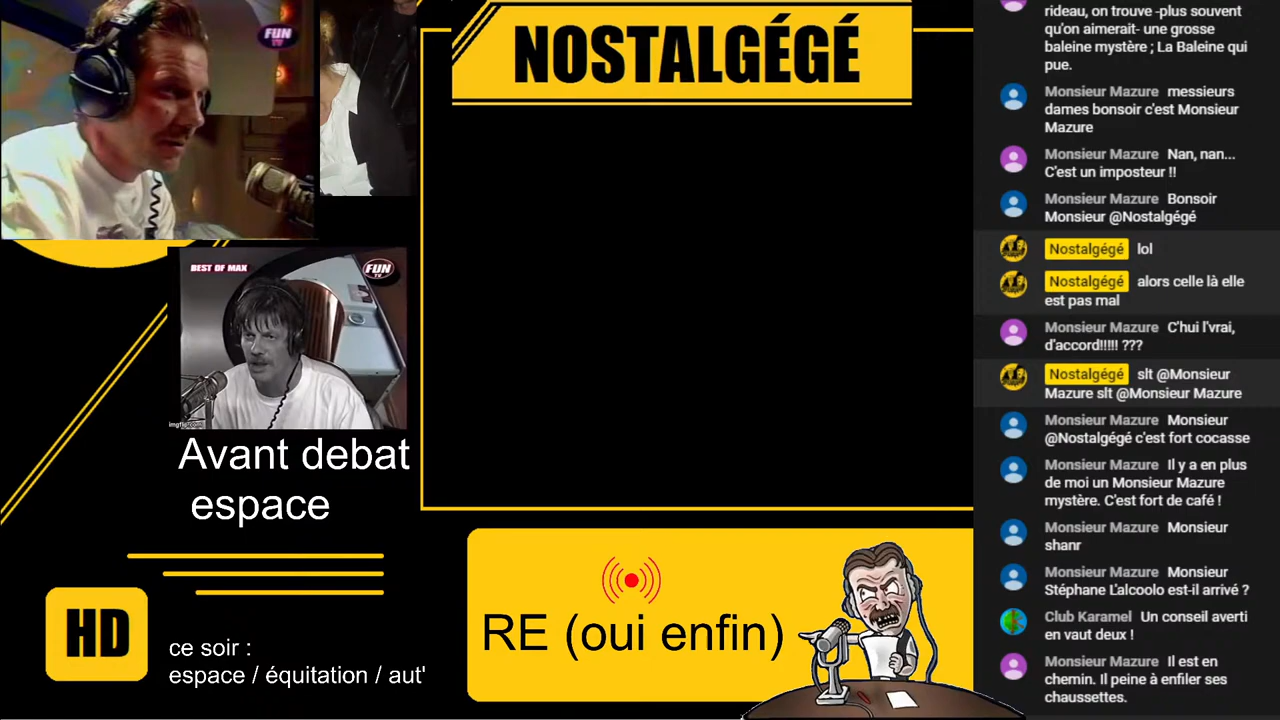 FUN
TV
NOSTALGÉGÉ
BEST OF MAX
FUN
TV
imgflip.com
Avant debat
espace
HD
ce soir :
espace / équitation / aut'
RE (oui enfin)
rideau, on trouve -plus souvent
qu'on aimerait- une grosse
baleine mystère ; La Baleine qui
pue.
Monsieur Mazure messieurs
dames bonsoir c'est Monsieur
Mazure
Monsieur Mazure Nan, nan...
C'est un imposteur !!
Monsieur Mazure Bonsoir
Monsieur @Nostalgégé
Nostalgégé lol
Nostalgégé alors celle là elle
est pas mal
Monsieur Mazure C'hui l'vrai,
d'accord!!!!! ???
Nostalgégé slt @Monsieur
Mazure slt @Monsieur Mazure
Monsieur Mazure Monsieur
@Nostalgégé c'est fort cocasse
Monsieur Mazure Il y a en plus
de moi un Monsieur Mazure
mystère. C'est fort de café !
Monsieur Mazure Monsieur
shanr
Monsieur Mazure Monsieur
Stéphane L'alcoolo est-il arrivé ?
Club Karamel Un conseil averti
en vaut deux !
Monsieur Mazure Il est en
chemin. Il peine à enfiler ses
chaussettes.